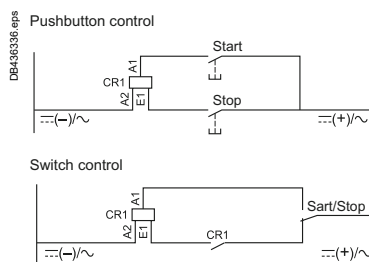 DB436336.eps
Pushbutton control
Start
A1
CR1
A2
E1
Stop
(–)/~
(+)/~
Switch control
A1
Sart/Stop
CR1
A2
E1
CR1
(–)/~
(+)/~